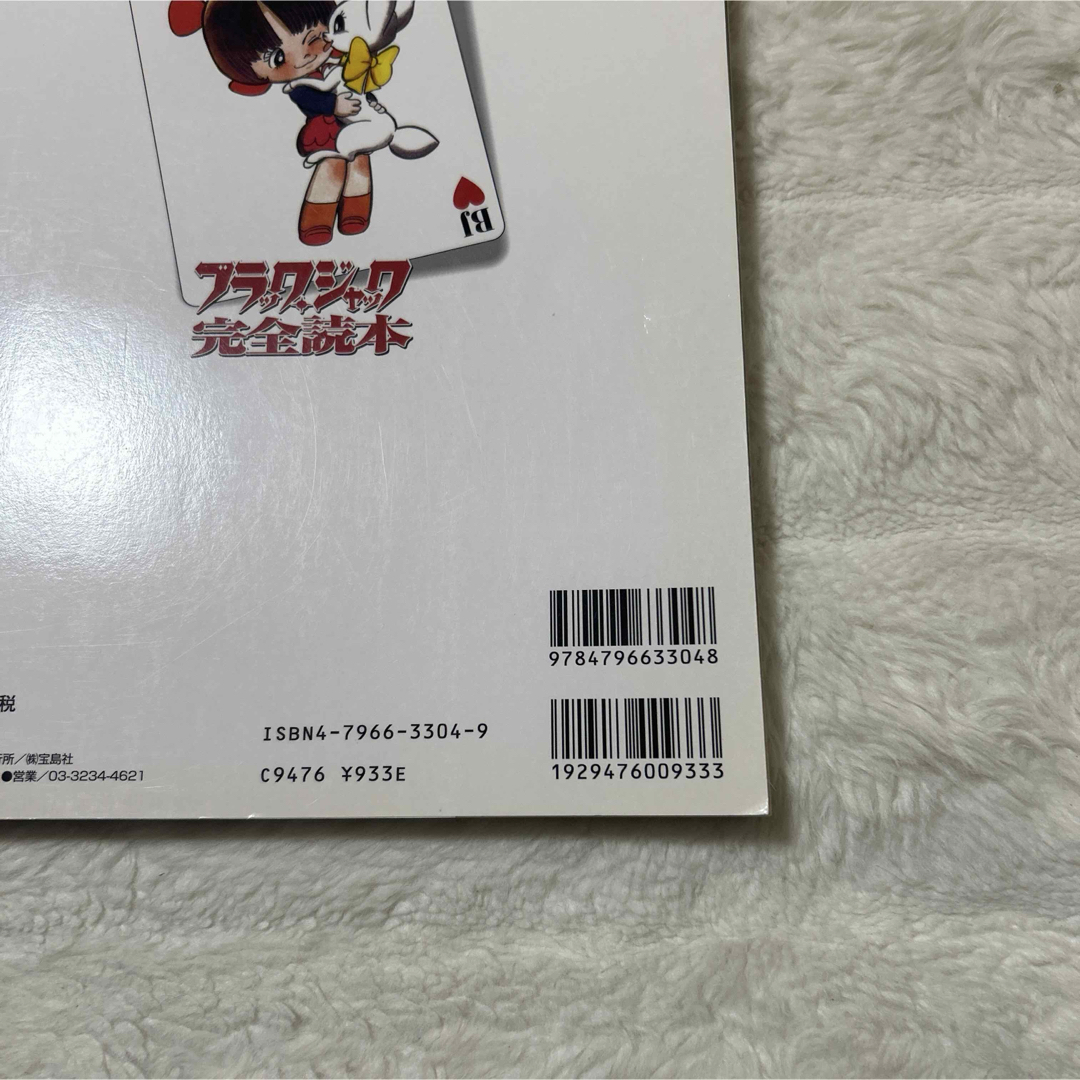 BJ
ブラック・ジャック
完全読本
9784796633048
税
ISBN4-7966-3304-9
所／㈱宝島社
1929476009333
C9476 ¥933E
●営業／03-3234-4621